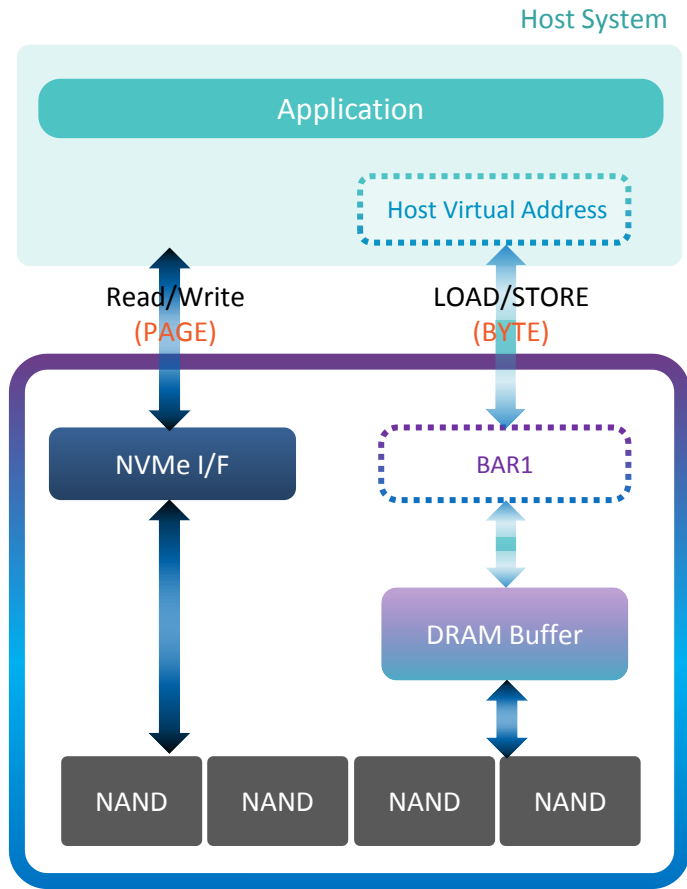 Host System
Application
Host Virtual Address
Read/Write
(PAGE)
LOAD/STORE
(BYTE)
NVMe I/F
BAR1
DRAM Buffer
NAND
NAND
NAND
NAND